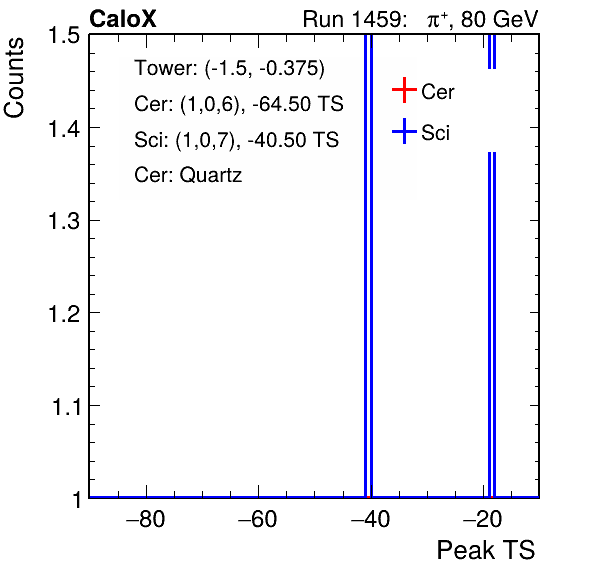 CaloX Run 1459: π⁺, 80 GeV
Counts
Tower: (-1.5, -0.375)
Cer: (1,0,6), -64.50 TS
Sci: (1,0,7), -40.50 TS
Cer: Quartz
Cer
Sci
1.5
1.4
1.3
1.2
1.1
1
−80 −60 −40 −20
Peak TS